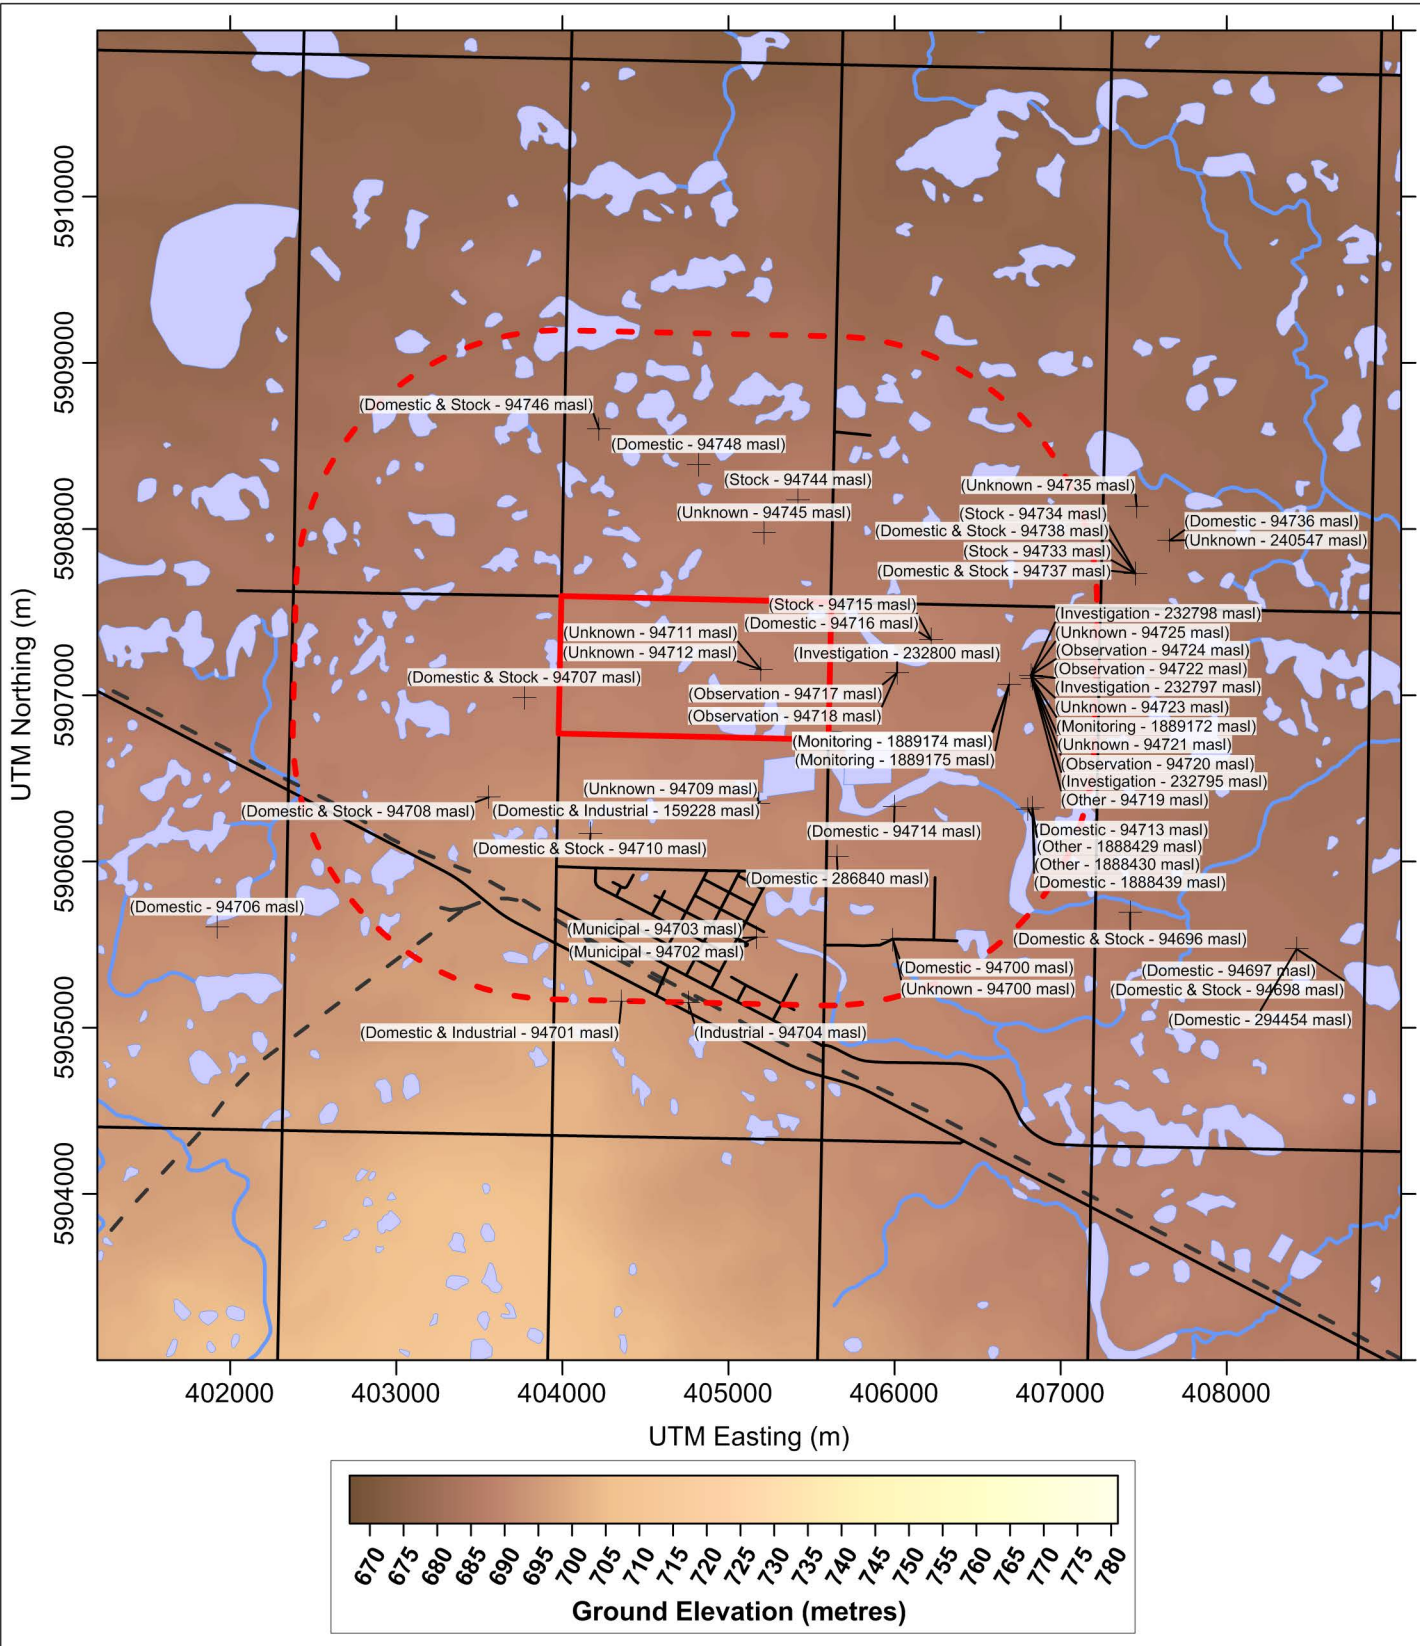 5910000
5909000
(Domestic & Stock - 94746 masl)
(Domestic - 94748 masl)
(Stock - 94744 masl)
(Unknown - 94735 masl)
(Unknown - 94745 masl)
(Stock - 94734 masl)
(Domestic - 94736 masl)
5908000
(Domestic & Stock - 94738 masl)
(Unknown - 240547 masl)
(Stock - 94733 masl)
(Domestic & Stock - 94737 masl)
(Stock - 94715 masl)
(Investigation - 232798 masl)
(Domestic - 94716 masl)
(Unknown - 94711 masl)
(Unknown - 94725 masl)
(Unknown - 94712 masl)
(Investigation - 232800 masl)
(Observation - 94724 masl)
(Observation - 94722 masl)
(Domestic & Stock - 94707 masl)
(Investigation - 232797 masl)
5907000
(Observation - 94717 masl)
(Unknown - 94723 masl)
(Observation - 94718 masl)
(Monitoring - 1889172 masl)
(Monitoring - 1889174 masl)
(Unknown - 94721 masl)
(Monitoring - 1889175 masl)
(Observation - 94720 masl)
(Investigation - 232795 masl)
(Unknown - 94709 masl)
(Other - 94719 masl)
(Domestic & Stock - 94708 masl)
(Domestic & Industrial - 159228 masl)
(Domestic - 94714 masl)
(Domestic - 94713 masl)
(Domestic & Stock - 94710 masl)
(Other - 1888429 masl)
5906000
(Other - 1888430 masl)
(Domestic - 286840 masl)
(Domestic - 1888439 masl)
(Domestic - 94706 masl)
(Municipal - 94703 masl)
(Domestic & Stock - 94696 masl)
(Municipal - 94702 masl)
(Domestic - 94700 masl)
(Domestic - 94697 masl)
(Unknown - 94700 masl)
(Domestic & Stock - 94698 masl)
(Domestic - 294454 masl)
5905000
(Domestic & Industrial - 94701 masl)
(Industrial - 94704 masl)
5904000
UTM Northing (m)
402000 403000 404000 405000 406000 407000 408000
UTM Easting (m)
670 675 680 685 690 695 700 705 710 715 720 725 730 735 740 745 750 755 760 765 770 775 780
Ground Elevation (metres)